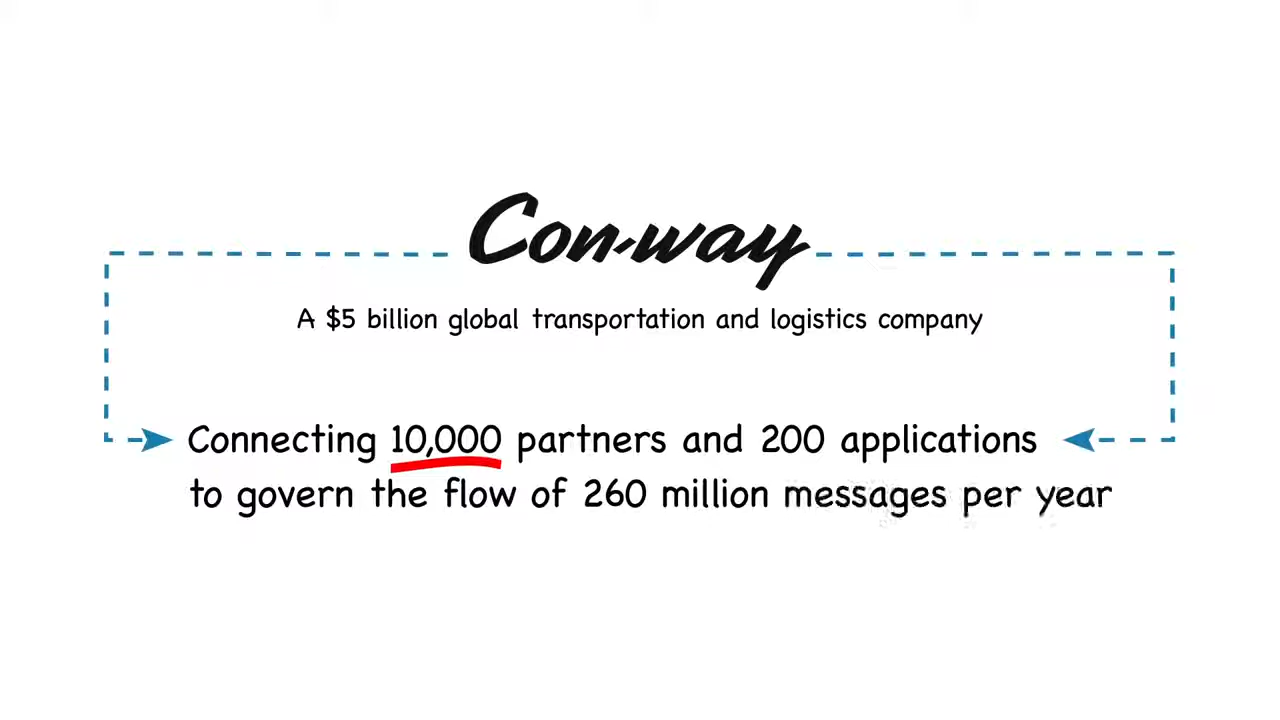 Con-way
A $5 billion global transportation and logistics company
Connecting 10,000 partners and 200 applications
to govern the flow of 260 million messages per year